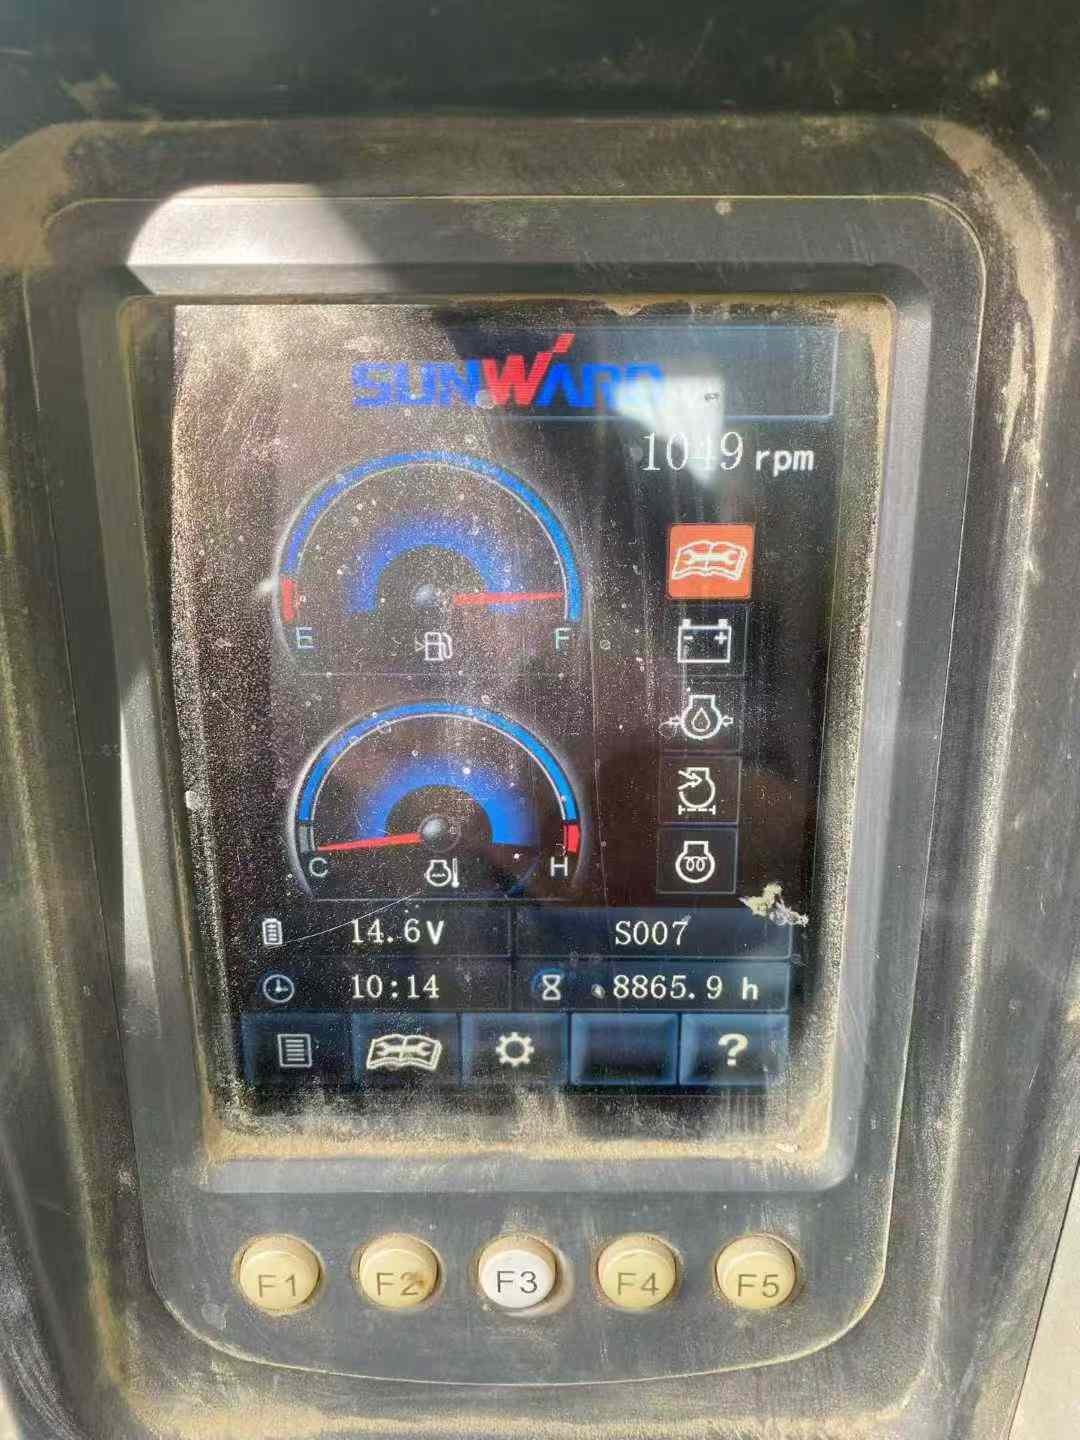 SUNWARD
1049 rpm
E F
C H
14.6V S007
10:14 8865.9 h
?
F1 F2 F3 F4 F5